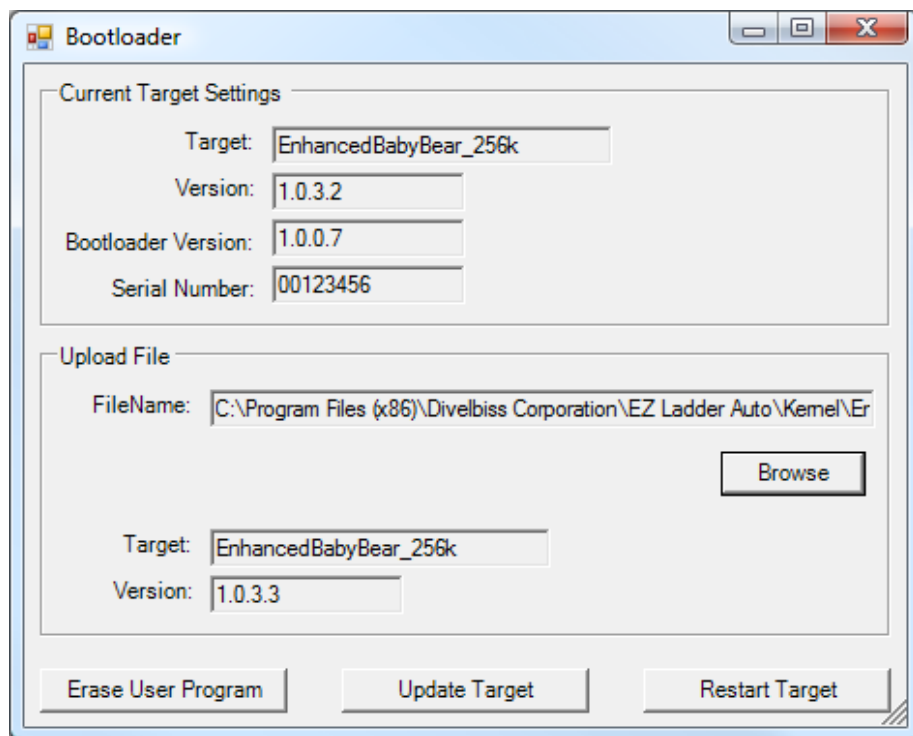 Bootloader
Current Target Settings
Target: EnhancedBabyBear_256k
Version: 1.0.3.2
Bootloader Version: 1.0.0.7
Serial Number: 00123456
Upload File
FileName: C:\Program Files (x86)\Divelbiss Corporation\EZ Ladder Auto\Kernel\Er
Browse
Target: EnhancedBabyBear_256k
Version: 1.0.3.3
Erase User Program Update Target Restart Target